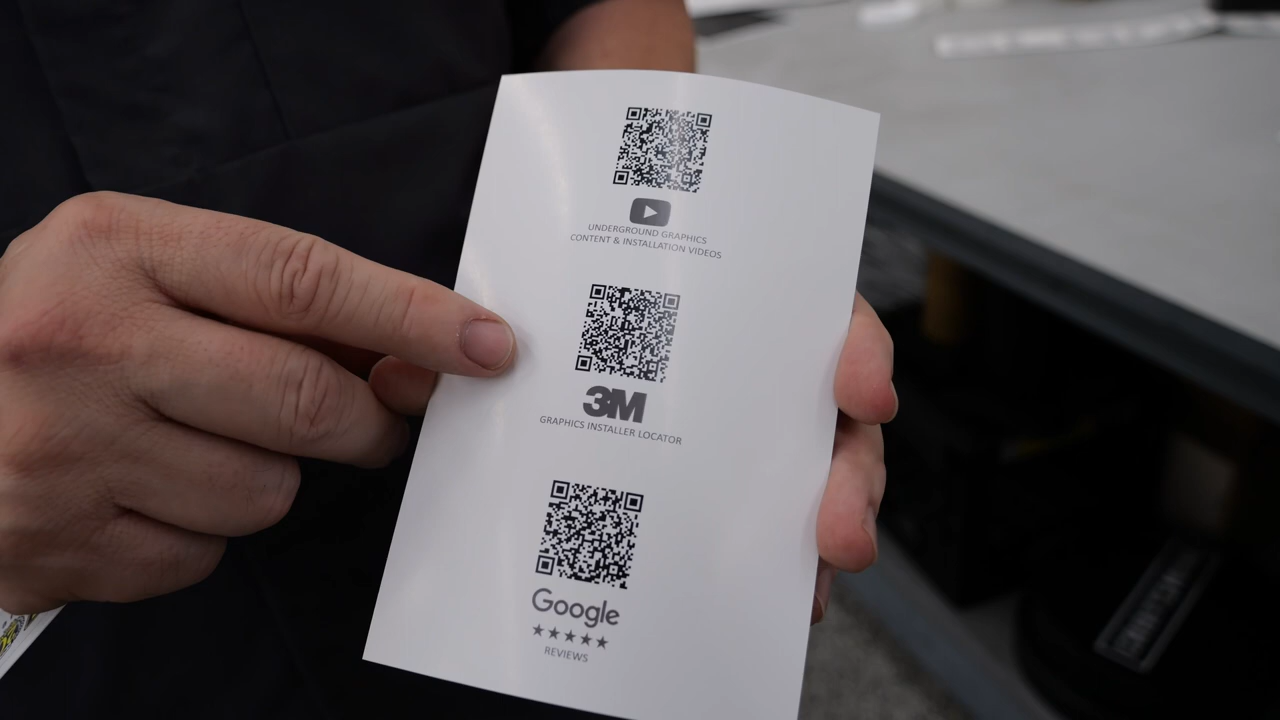 UNDERGROUND GRAPHICS
CONTENT & INSTALLATION VIDEOS
3M
GRAPHICS INSTALLER LOCATOR
Google
REVIEWS